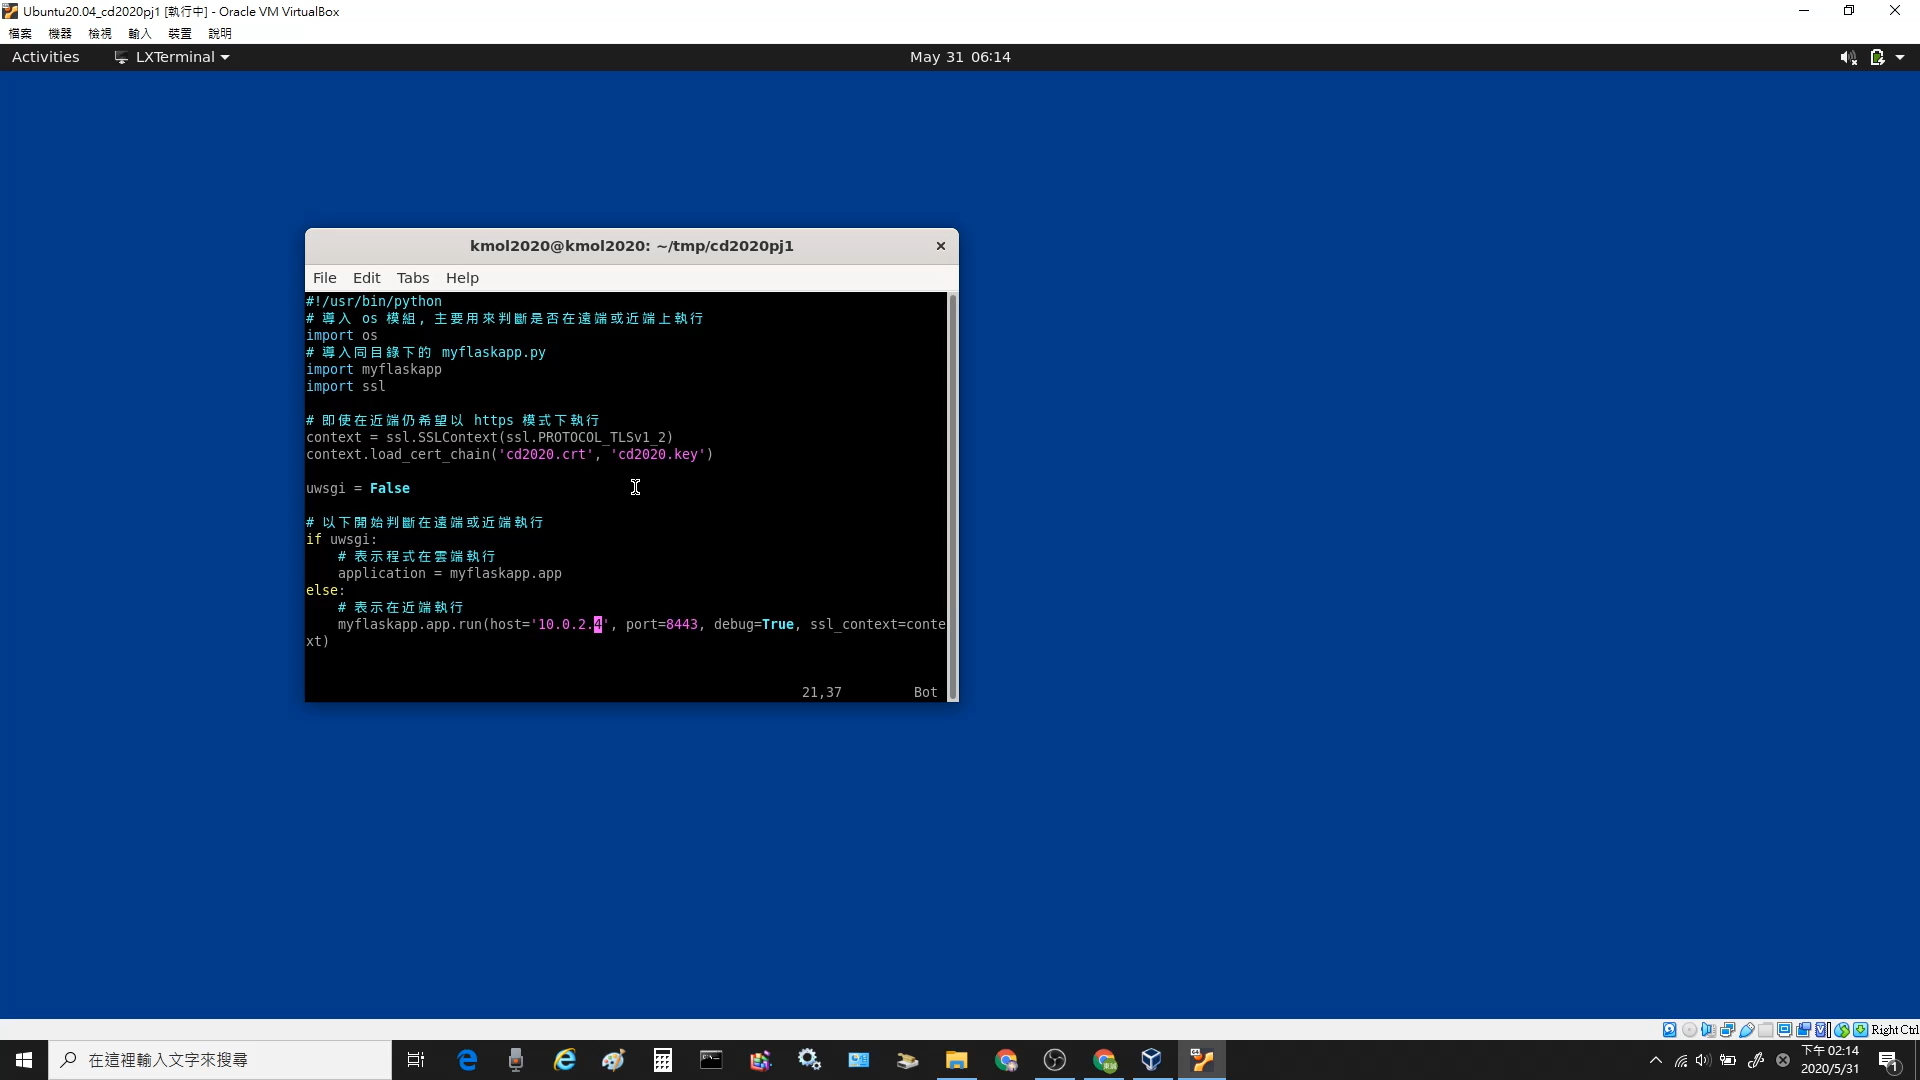 Ubuntu20.04_cd2020pj1 [執行中] - Oracle VM VirtualBox
檔案 機器 檢視 輸入 裝置 說明
Activities LXTerminal May 31 06:14
kmol2020@kmol2020: ~/tmp/cd2020pj1
File Edit Tabs Help
#!/usr/bin/python
# 導入 os 模組, 主要用來判斷是否在遠端或近端上執行
import os
# 導入同目錄下的 myflaskapp.py
import myflaskapp
import ssl
# 即使在近端仍希望以 https 模式下執行
context = ssl.SSLContext(ssl.PROTOCOL_TLSv1_2)
context.load_cert_chain('cd2020.crt', 'cd2020.key')
uwsgi = False
# 以下開始判斷在遠端或近端執行
if uwsgi:
    # 表示程式在雲端執行
    application = myflaskapp.app
else:
    # 表示在近端執行
    myflaskapp.app.run(host='10.0.2.4', port=8443, debug=True, ssl_context=conte
xt)
21,37 Bot
Right Ctrl
在這裡輸入文字來搜尋
下午 02:14
2020/5/31